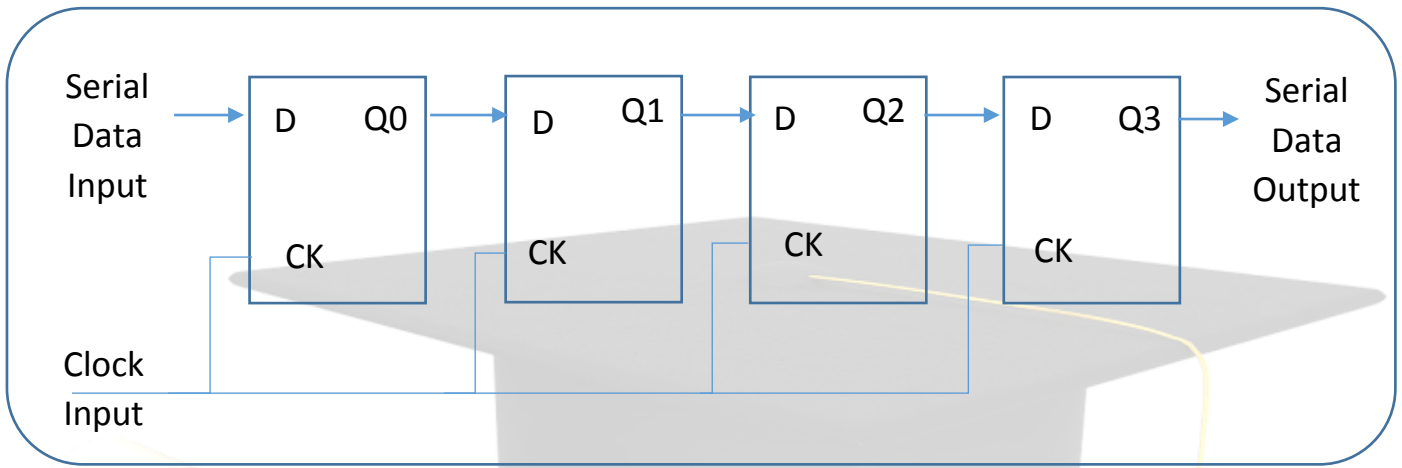 Serial
Data
Input
D Q0
CK
D Q1
CK
D Q2
CK
D Q3
CK
Serial
Data
Output
Clock
Input